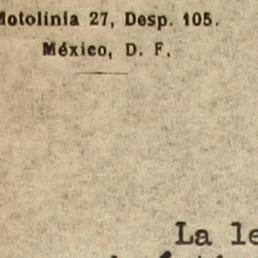 Motolinia 27, Desp. 105.
México, D. F.
La le